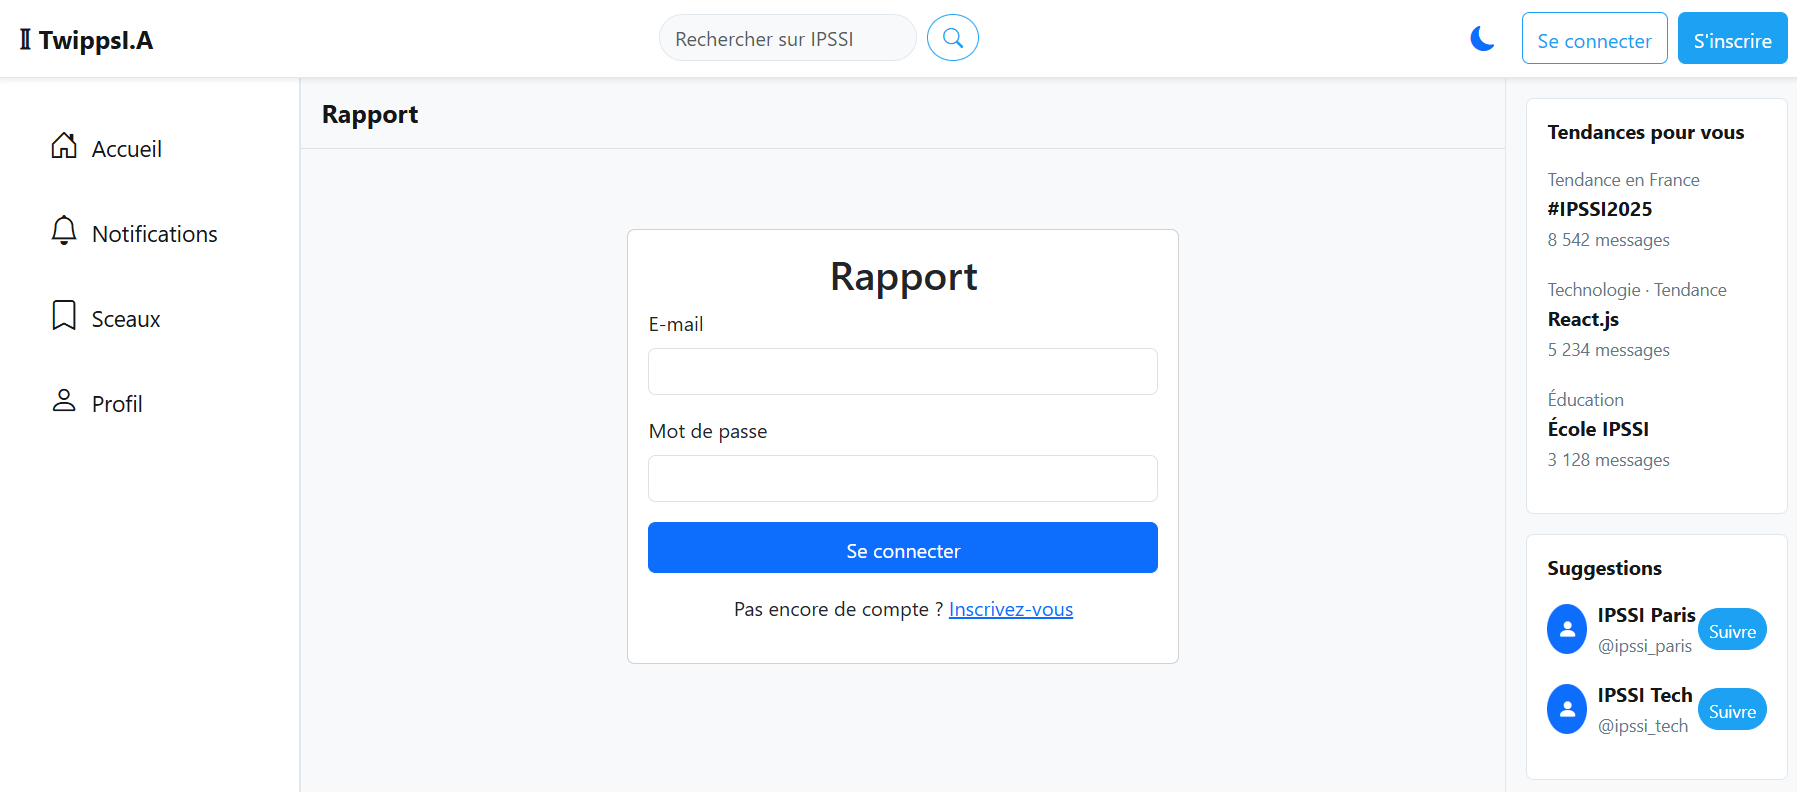 TwippsI.A
Rechercher sur IPSSI
Se connecter
S'inscrire
Accueil
Notifications
Sceaux
Profil
Rapport
Rapport
E-mail
Mot de passe
Se connecter
Pas encore de compte ? Inscrivez-vous
Tendances pour vous
Tendance en France
#IPSSI2025
8 542 messages
Technologie · Tendance
React.js
5 234 messages
Éducation
École IPSSI
3 128 messages
Suggestions
IPSSI Paris
@ipssi_paris
Suivre
IPSSI Tech
@ipssi_tech
Suivre